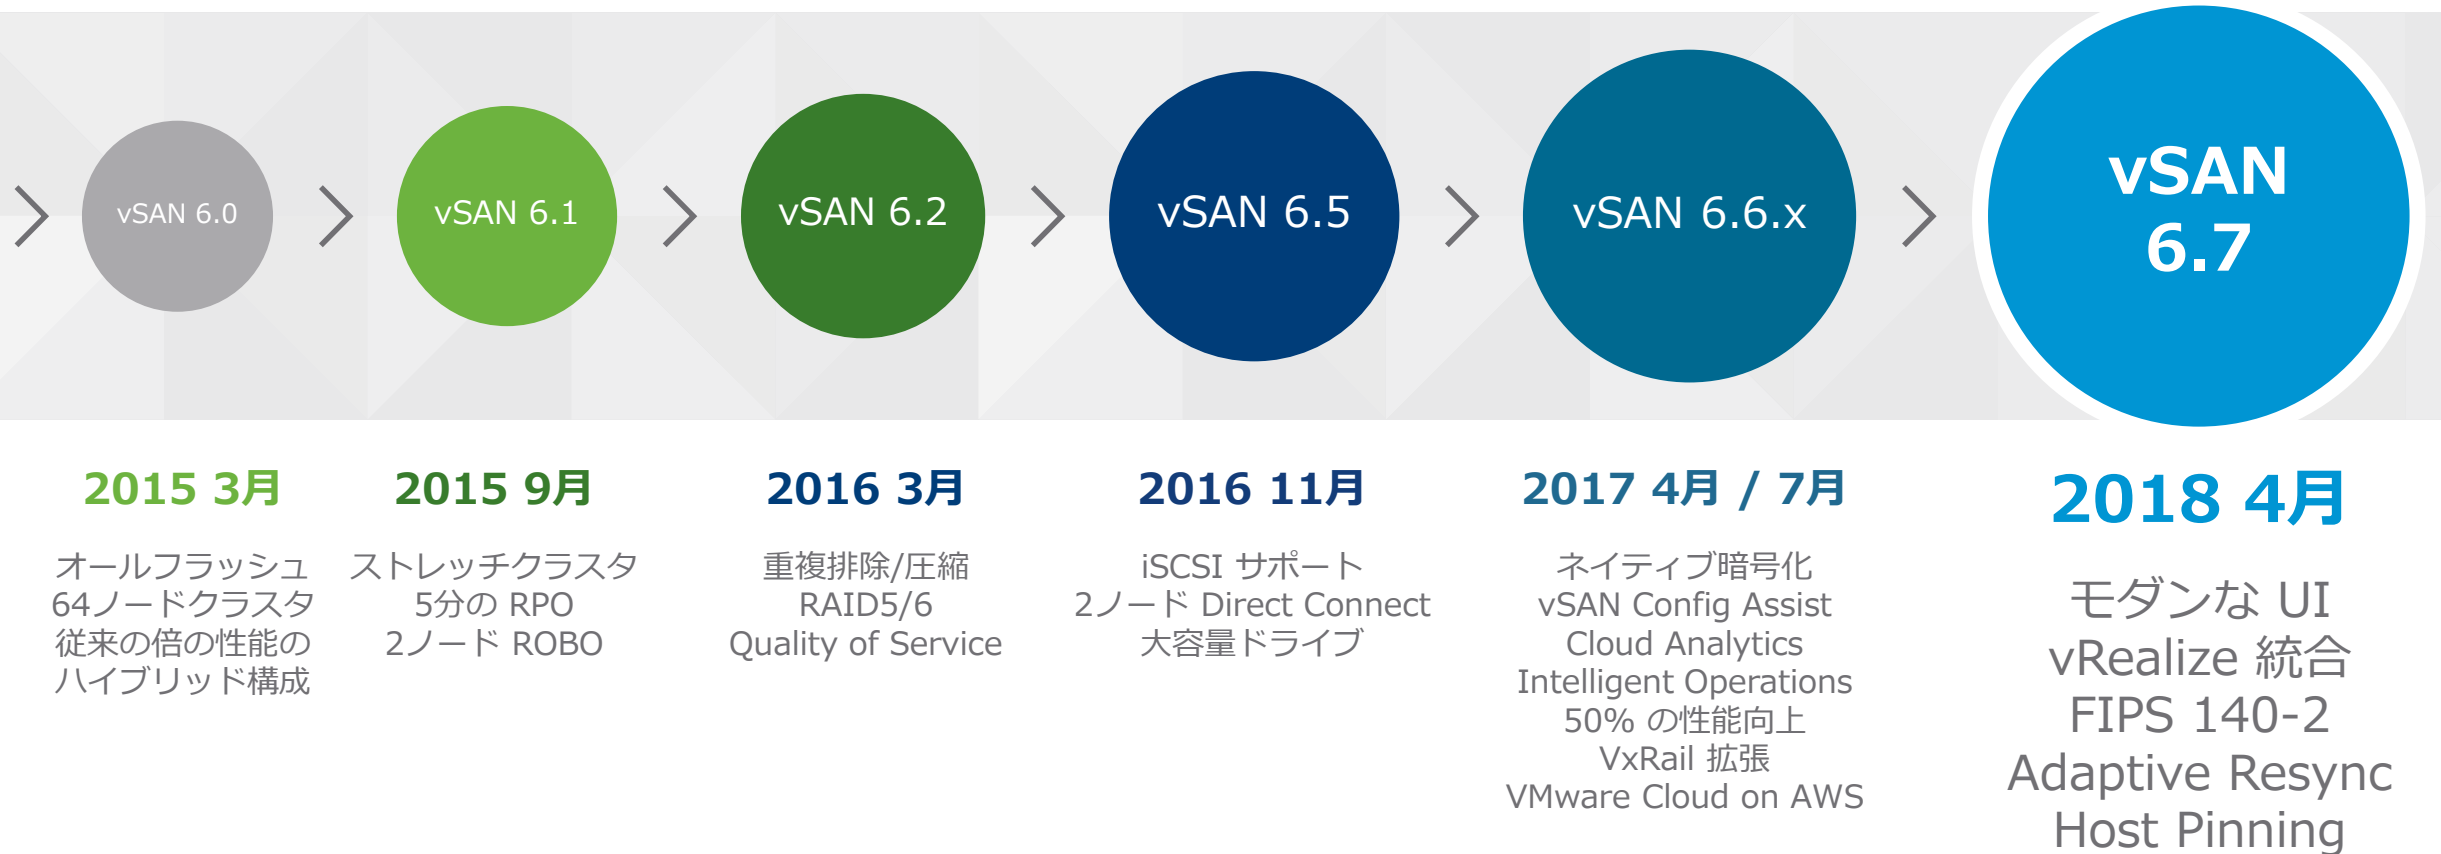 vSAN 6.0
vSAN 6.1
vSAN 6.2
vSAN 6.5
vSAN 6.6.x
vSAN
6.7
2015 3月
オールフラッシュ
64ノードクラスタ
従来の倍の性能の
ハイブリッド構成
2015 9月
ストレッチクラスタ
5分の RPO
2ノード ROBO
2016 3月
重複排除/圧縮
RAID5/6
Quality of Service
2016 11月
iSCSI サポート
2ノード Direct Connect
大容量ドライブ
2017 4月 / 7月
ネイティブ暗号化
vSAN Config Assist
Cloud Analytics
Intelligent Operations
50% の性能向上
VxRail 拡張
VMware Cloud on AWS
2018 4月
モダンな UI
vRealize 統合
FIPS 140-2
Adaptive Resync
Host Pinning